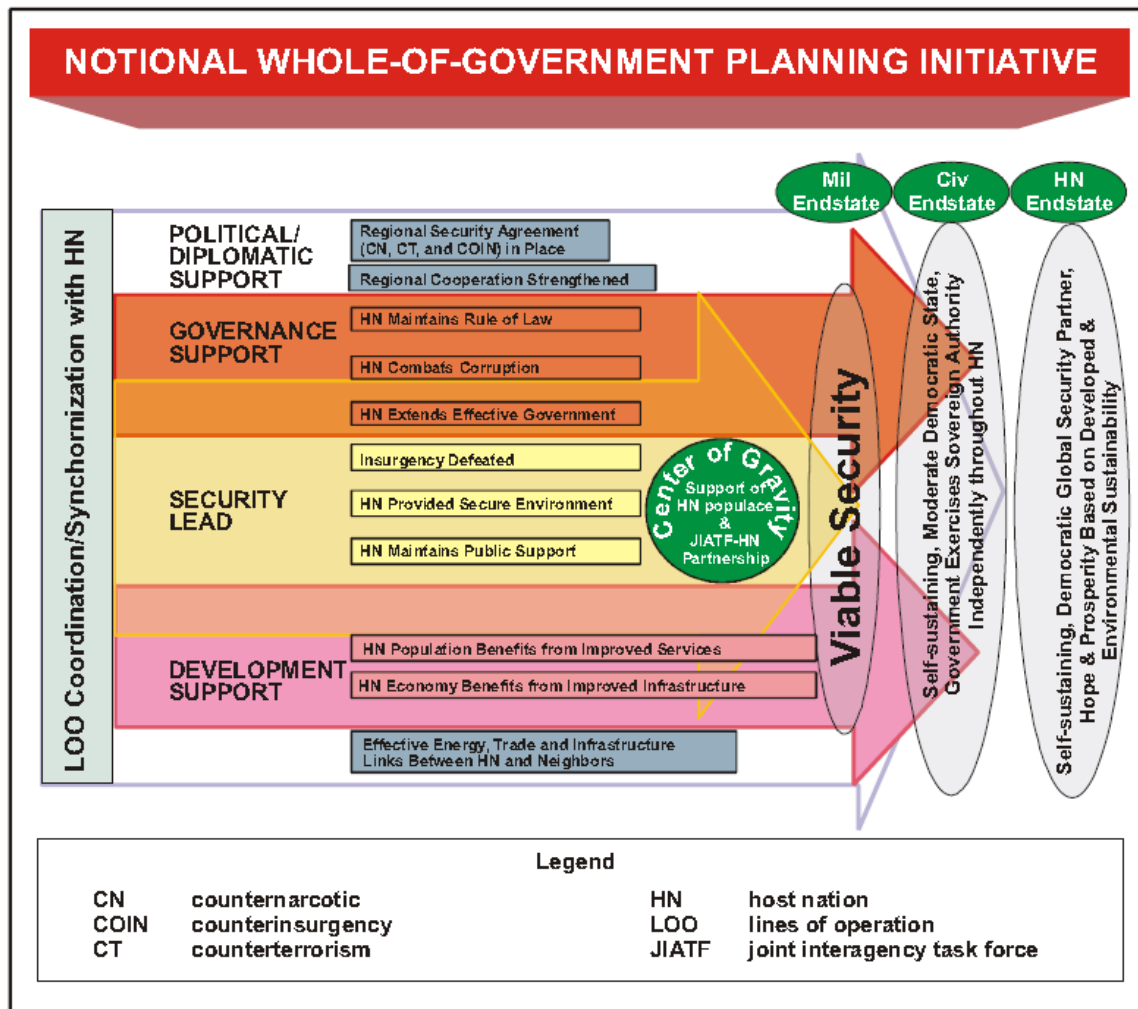 NOTIONAL WHOLE-OF-GOVERNMENT PLANNING INITIATIVE
Mil
Endstate
Civ
Endstate
HN
Endstate
LOO Coordination/Synchornization with HN
POLITICAL/
DIPLOMATIC
SUPPORT
Regional Security Agreement
(CN, CT, and COIN) in Place
Regional Cooperation Strengthened
GOVERNANCE
SUPPORT
HN Maintains Rule of Law
HN Combats Corruption
HN Extends Effective Government
SECURITY
LEAD
Insurgency Defeated
HN Provided Secure Environment
HN Maintains Public Support
Center of Gravity
Support of
HN populace
&
JIATF-HN
Partnership
DEVELOPMENT
SUPPORT
HN Population Benefits from Improved Services
HN Economy Benefits from Improved Infrastructure
Effective Energy, Trade and Infrastructure
Links Between HN and Neighbors
Viable Security
Self-sustaining, Moderate Democratic State,
Government Exercises Sovereign Authority
Independently throughout HN
Self-sustaining, Democratic Global Security Partner,
Hope & Prosperity Based on Developed &
Environmental Sustainability
Legend
CN counternarcotic
COIN counterinsurgency
CT counterterrorism
HN host nation
LOO lines of operation
JIATF joint interagency task force